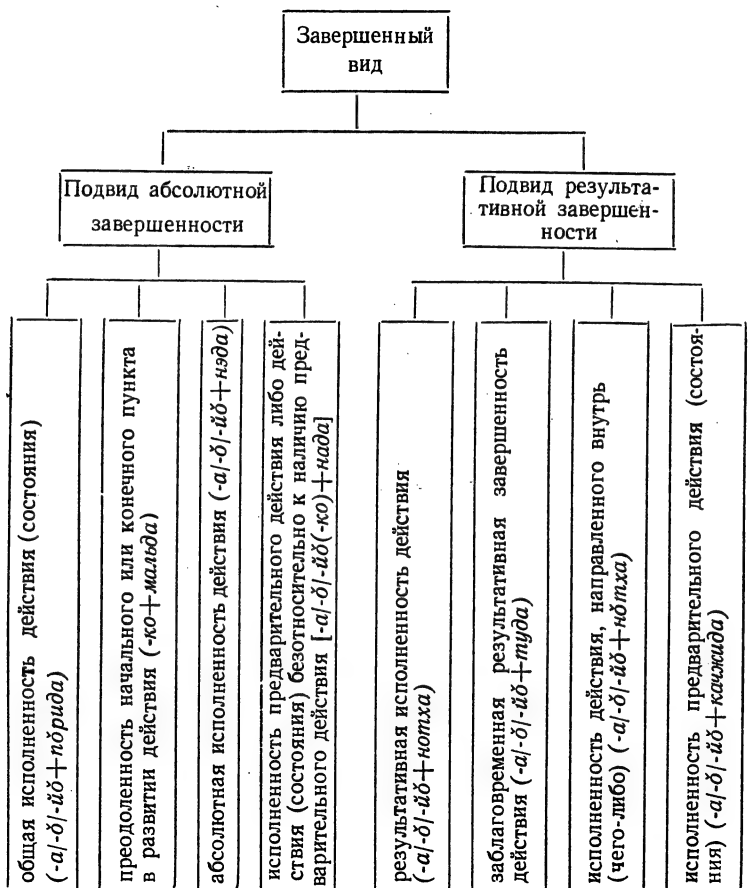 Завершенный
вид
Подвид абсолютной
завершенности
Подвид результа-
тивной завершен-
ности
общая исполненность действия (состояния)
(-а/-ŏ/-йŏ+пŏрида)
преодоленность начального или конечного пункта
в развитии действия (-ко+мальда)
абсолютная исполненность действия (-а/-ŏ/-йŏ+нэда)
исполненность предварительного действия либо дей-
ствия (состояния) безотносительно к наличию пред-
варительного действия [-а/-ŏ/-йŏ(-ко)+нада]
результативная исполненность действия
(-а/-ŏ/-йŏ+нотха)
заблаговременная результативная завершенность
действия (-а/-ŏ/-йŏ+туда)
исполненность действия, направленного внутрь
(чего-либо) (-а/-ŏ/-йŏ+нŏтха)
исполненность предварительного действия (состоя-
ния) (-а/-ŏ/-йŏ+качжида)